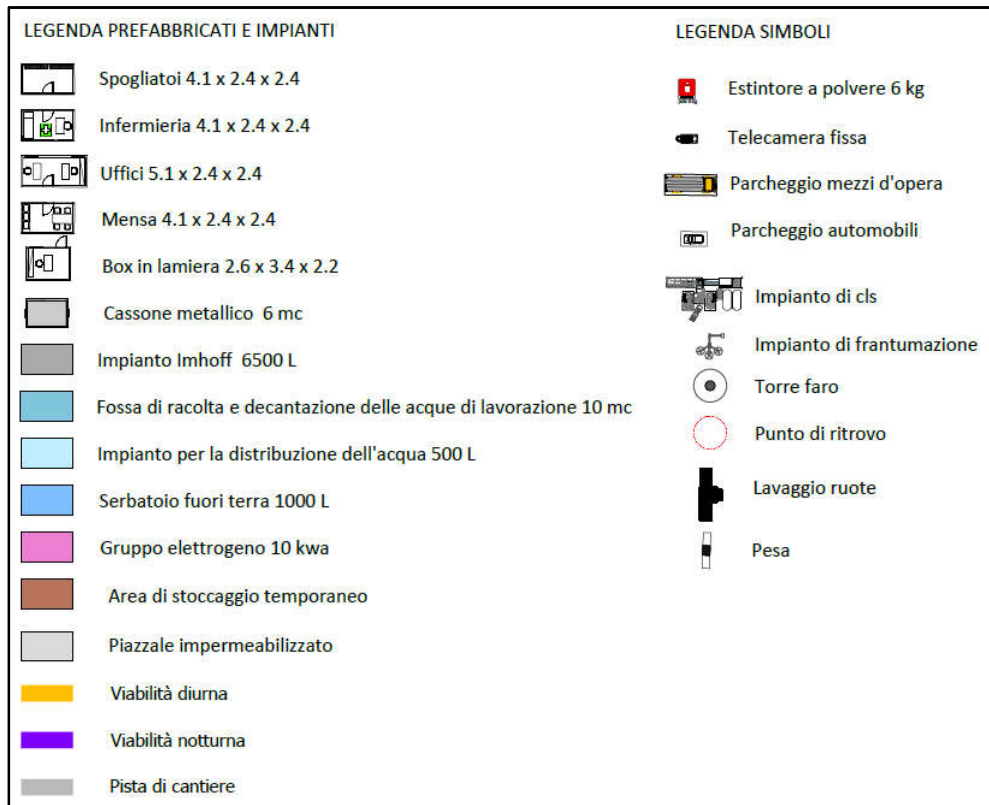 LEGENDA PREFABBRICATI E IMPIANTI
Spogliatoi 4.1 x 2.4 x 2.4
Infermieria 4.1 x 2.4 x 2.4
Uffici 5.1 x 2.4 x 2.4
Mensa 4.1 x 2.4 x 2.4
Box in lamiera 2.6 x 3.4 x 2.2
Cassone metallico 6 mc
Impianto Imhoff 6500 L
Fossa di racolta e decantazione delle acque di lavorazione 10 mc
Impianto per la distribuzione dell'acqua 500 L
Serbatoio fuori terra 1000 L
Gruppo elettrogeno 10 kwa
Area di stoccaggio temporaneo
Piazzale impermeabilizzato
Viabilità diurna
Viabilità notturna
Pista di cantiere
LEGENDA SIMBOLI
Estintore a polvere 6 kg
Telecamera fissa
Parcheggio mezzi d'opera
Parcheggio automobili
Impianto di cls
Impianto di frantumazione
Torre faro
Punto di ritrovo
Lavaggio ruote
Pesa